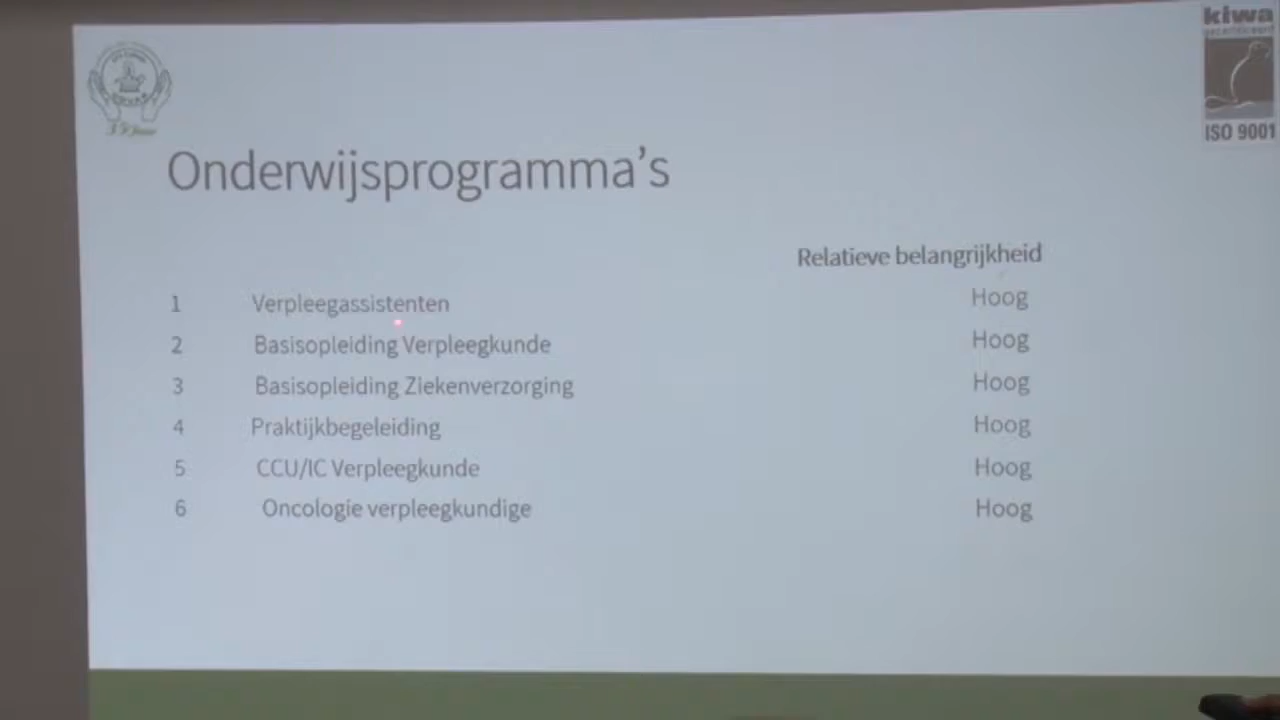 kiwa
ISO 9001
Onderwijsprogramma's
Relatieve belangrijkheid
1 Verpleegassistenten Hoog
2 Basisopleiding Verpleegkunde Hoog
3 Basisopleiding Ziekenverzorging Hoog
4 Praktijkbegeleiding Hoog
5 CCU/IC Verpleegkunde Hoog
6 Oncologie verpleegkundige Hoog